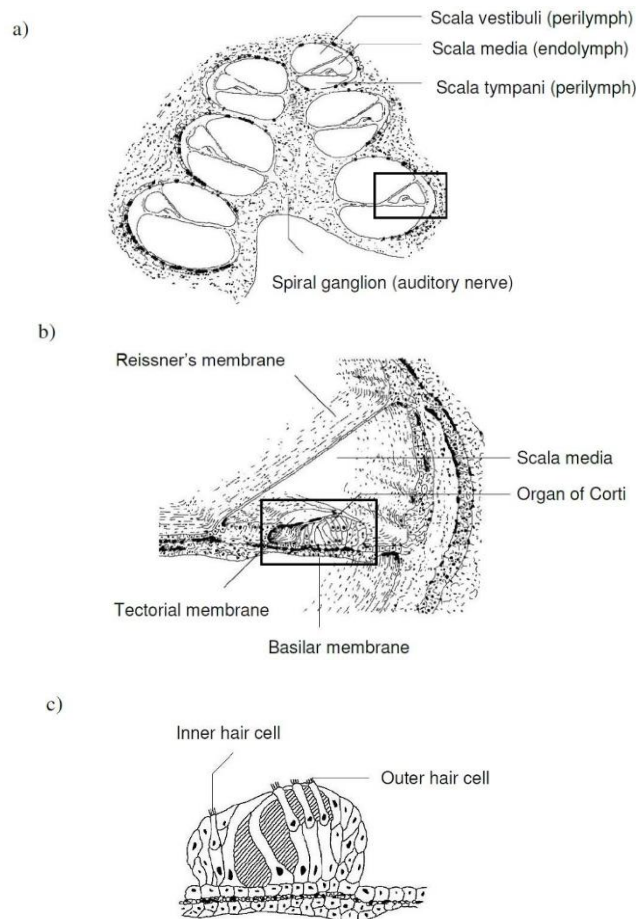 a)
Scala vestibuli (perilymph)
Scala media (endolymph)
Scala tympani (perilymph)
Spiral ganglion (auditory nerve)
b)
Reissner's membrane
Scala media
Organ of Corti
Tectorial membrane
Basilar membrane
c)
Inner hair cell
Outer hair cell